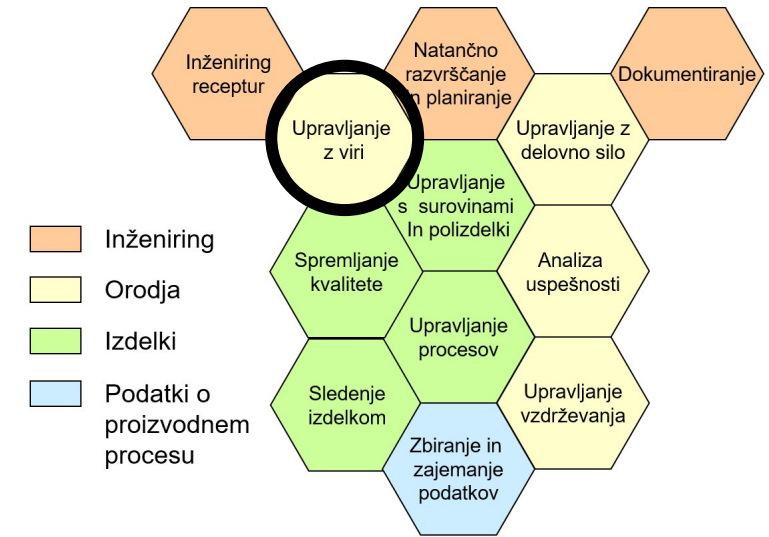 Inženiring
receptur
Natančno
razvrščanje
in planiranje
Dokumentiranje
Upravljanje
z viri
Upravljanje z
delovno silo
Upravljanje
s surovinami
In polizdelki
Spremljanje
kvalitete
Analiza
uspešnosti
Upravljanje
procesov
Sledenje
izdelkom
Upravljanje
vzdrževanja
Zbiranje in
zajemanje
podatkov
Inženiring
Orodja
Izdelki
Podatki o
proizvodnem
procesu